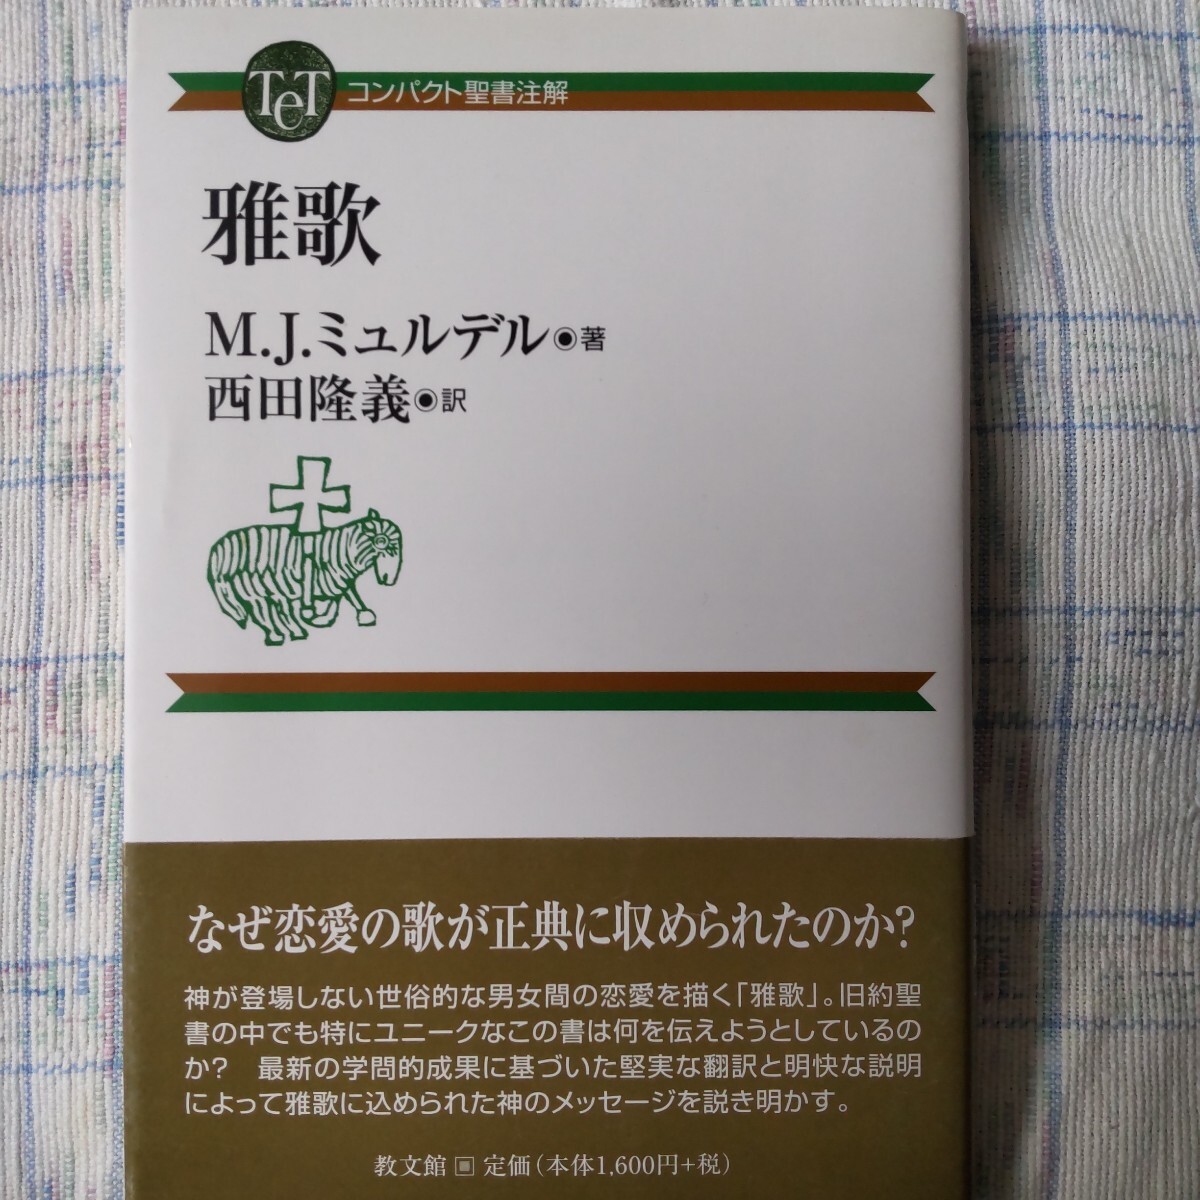 TeT
コンパクト聖書注解
雅歌
M.J.ミュルデル◉著
西田隆義◉訳
なぜ恋愛の歌が正典に収められたのか?
神が登場しない世俗的な男女間の恋愛を描く「雅歌」。旧約聖
書の中でも特にユニークなこの書は何を伝えようとしているの
か?　最新の学問的成果に基づいた堅実な翻訳と明快な説明
によって雅歌に込められた神のメッセージを説き明かす。
教文館▣定価(本体1,600円+税)